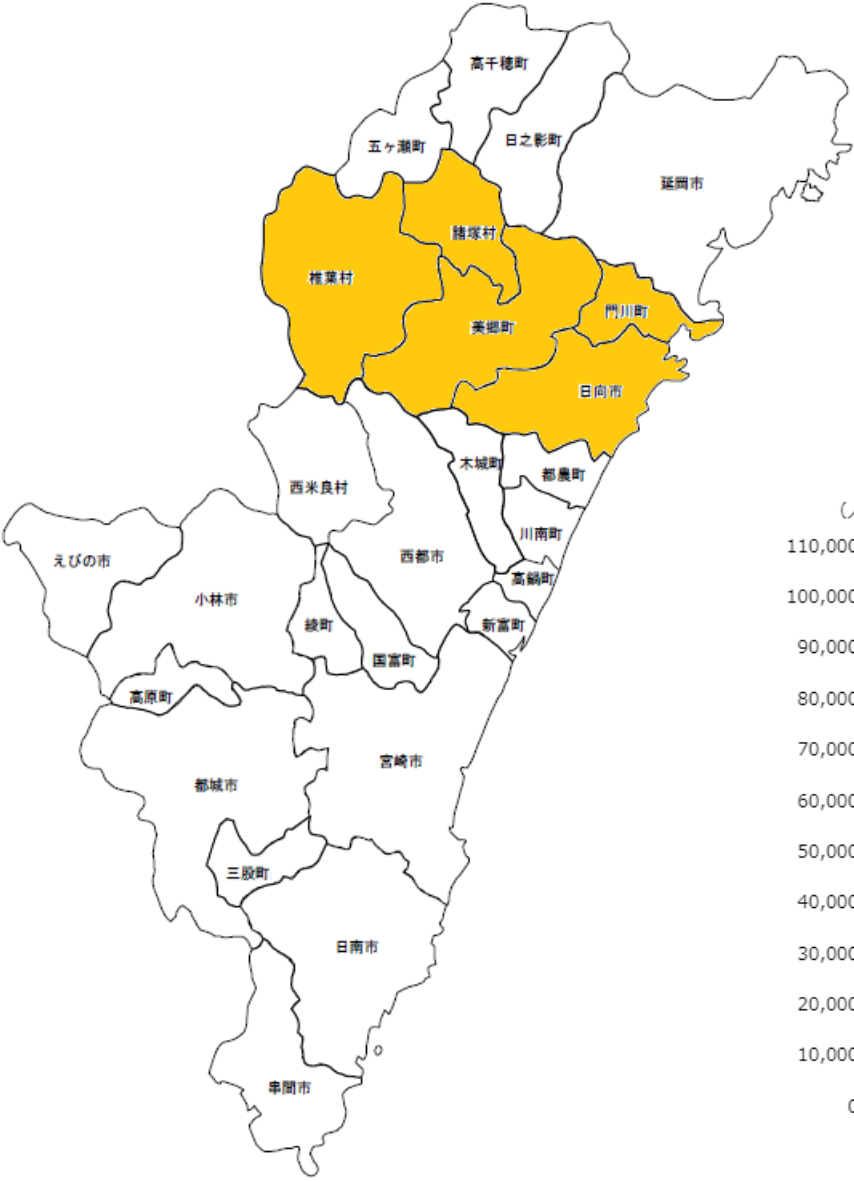 高千穂町
日之影町
五ヶ瀬町
延岡市
諸塚村
椎葉村
門川町
美郷町
日向市
木城町
都農町
西米良村
川南町
西都市
えびの市
高鍋町
小林市
綾町
新富町
国富町
高原町
宮崎市
都城市
三股町
日南市
串間市
110,000
100,000
90,000
80,000
70,000
60,000
50,000
40,000
30,000
20,000
10,000
0